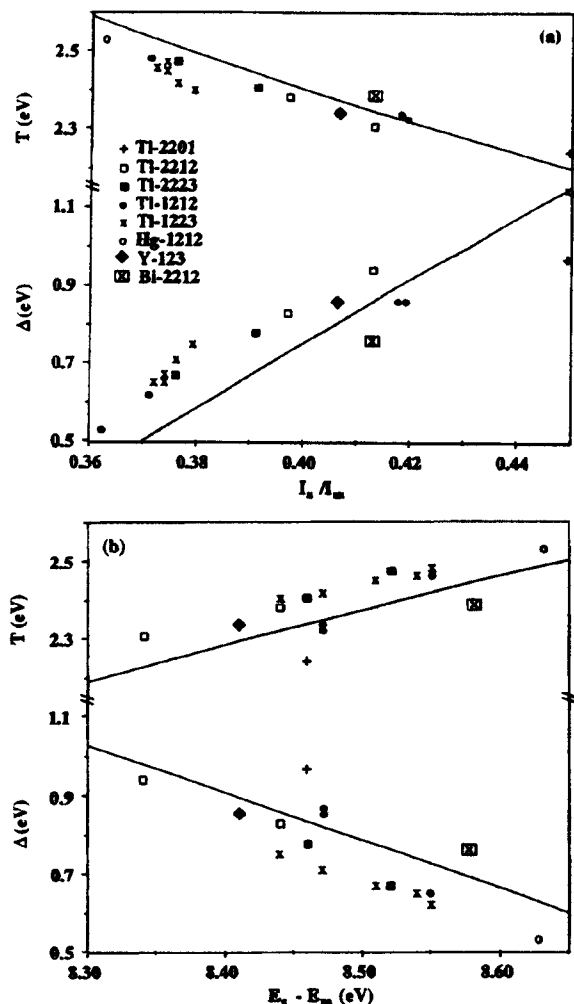 (a)
2.5
T (eV)
2.3
Tl-2201
Tl-2212
Tl-2223
Tl-1212
Tl-1223
Hg-1212
Y-123
Bi-2212
1.1
0.9
Δ (eV)
0.7
0.5
0.36 0.38 0.40 0.42 0.44
I_s /I_m
(b)
2.5
T (eV)
2.3
1.1
0.9
Δ(eV)
0.7
0.5
8.30 8.40 8.50 8.60
E_s - E_m (eV)